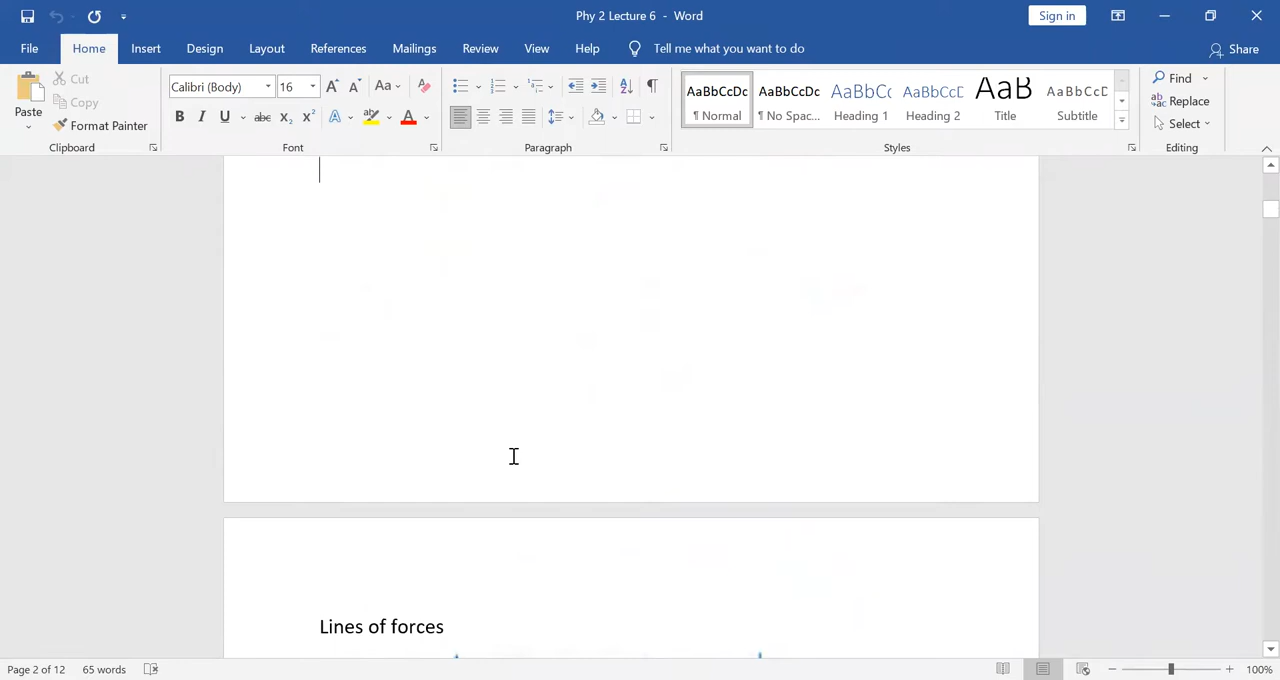 Phy 2 Lecture 6 - Word
Sign in
File Home Insert Design Layout References Mailings Review View Help Tell me what you want to do Share
Paste
Cut
Copy
Format Painter
Clipboard
Calibri (Body) 16
Font
Paragraph
AaBbCcDc ¶ Normal
AaBbCcDc ¶ No Spac...
AaBbCc Heading 1
AaBbCcD Heading 2
AaB Title
AaBbCcD Subtitle
Styles
Find
Replace
Select
Editing
Lines of forces
Page 2 of 12 65 words 100%